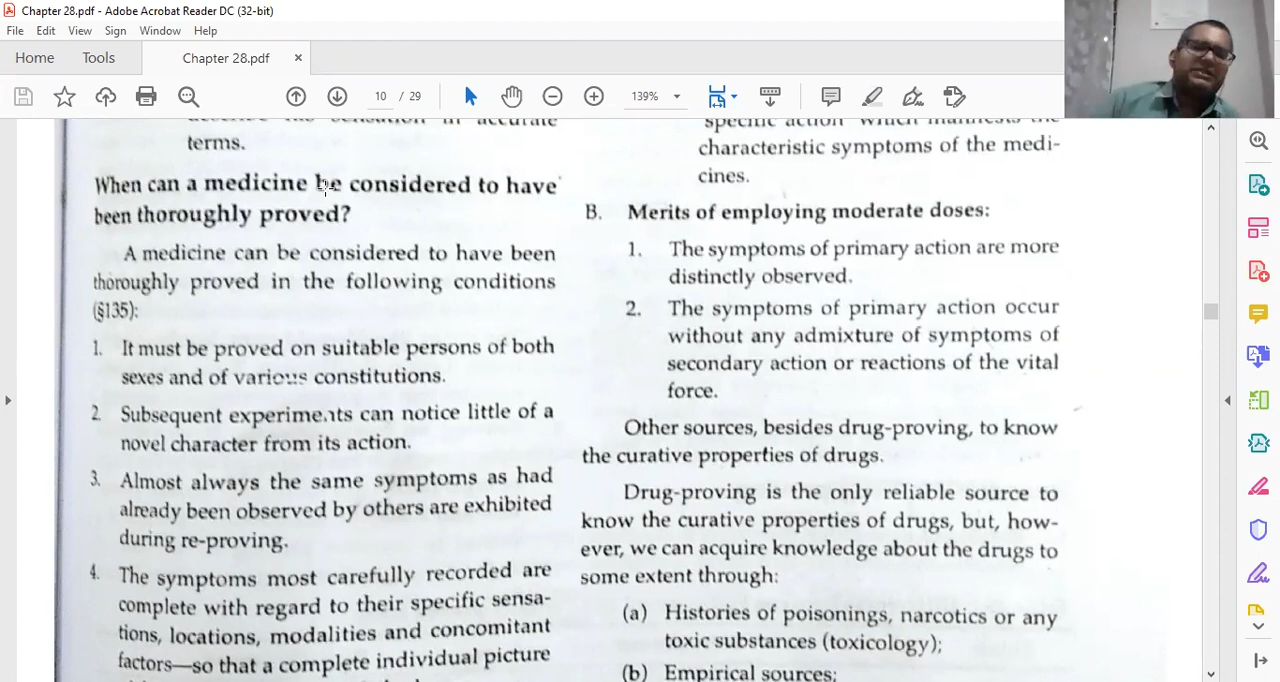 Chapter 28.pdf - Adobe Acrobat Reader DC (32-bit)
File Edit View Sign Window Help
Home Tools Chapter 28.pdf ×
10 / 29 139%
terms.
When can a medicine be considered to have
been thoroughly proved?
A medicine can be considered to have been
thoroughly proved in the following conditions
(§135):
1. It must be proved on suitable persons of both
sexes and of various constitutions.
2 Subsequent experiments can notice little of a
novel character from its action.
3. Almost always the same symptoms as had
already been observed by others are exhibited
during re-proving.
4. The symptoms most carefully recorded are
complete with regard to their specific sensa-
tions, locations, modalities and concomitant
factors—so that a complete individual picture
specific action which manifests the
characteristic symptoms of the medi-
cines.
B. Merits of employing moderate doses:
1. The symptoms of primary action are more
distinctly observed.
2. The symptoms of primary action occur
without any admixture of symptoms of
secondary action or reactions of the vital
force.
Other sources, besides drug-proving, to know
the curative properties of drugs.
Drug-proving is the only reliable source to
know the curative properties of drugs, but, how-
ever, we can acquire knowledge about the drugs to
some extent through:
(a) Histories of poisonings, narcotics or any
toxic substances (toxicology);
(b) Empirical sources;